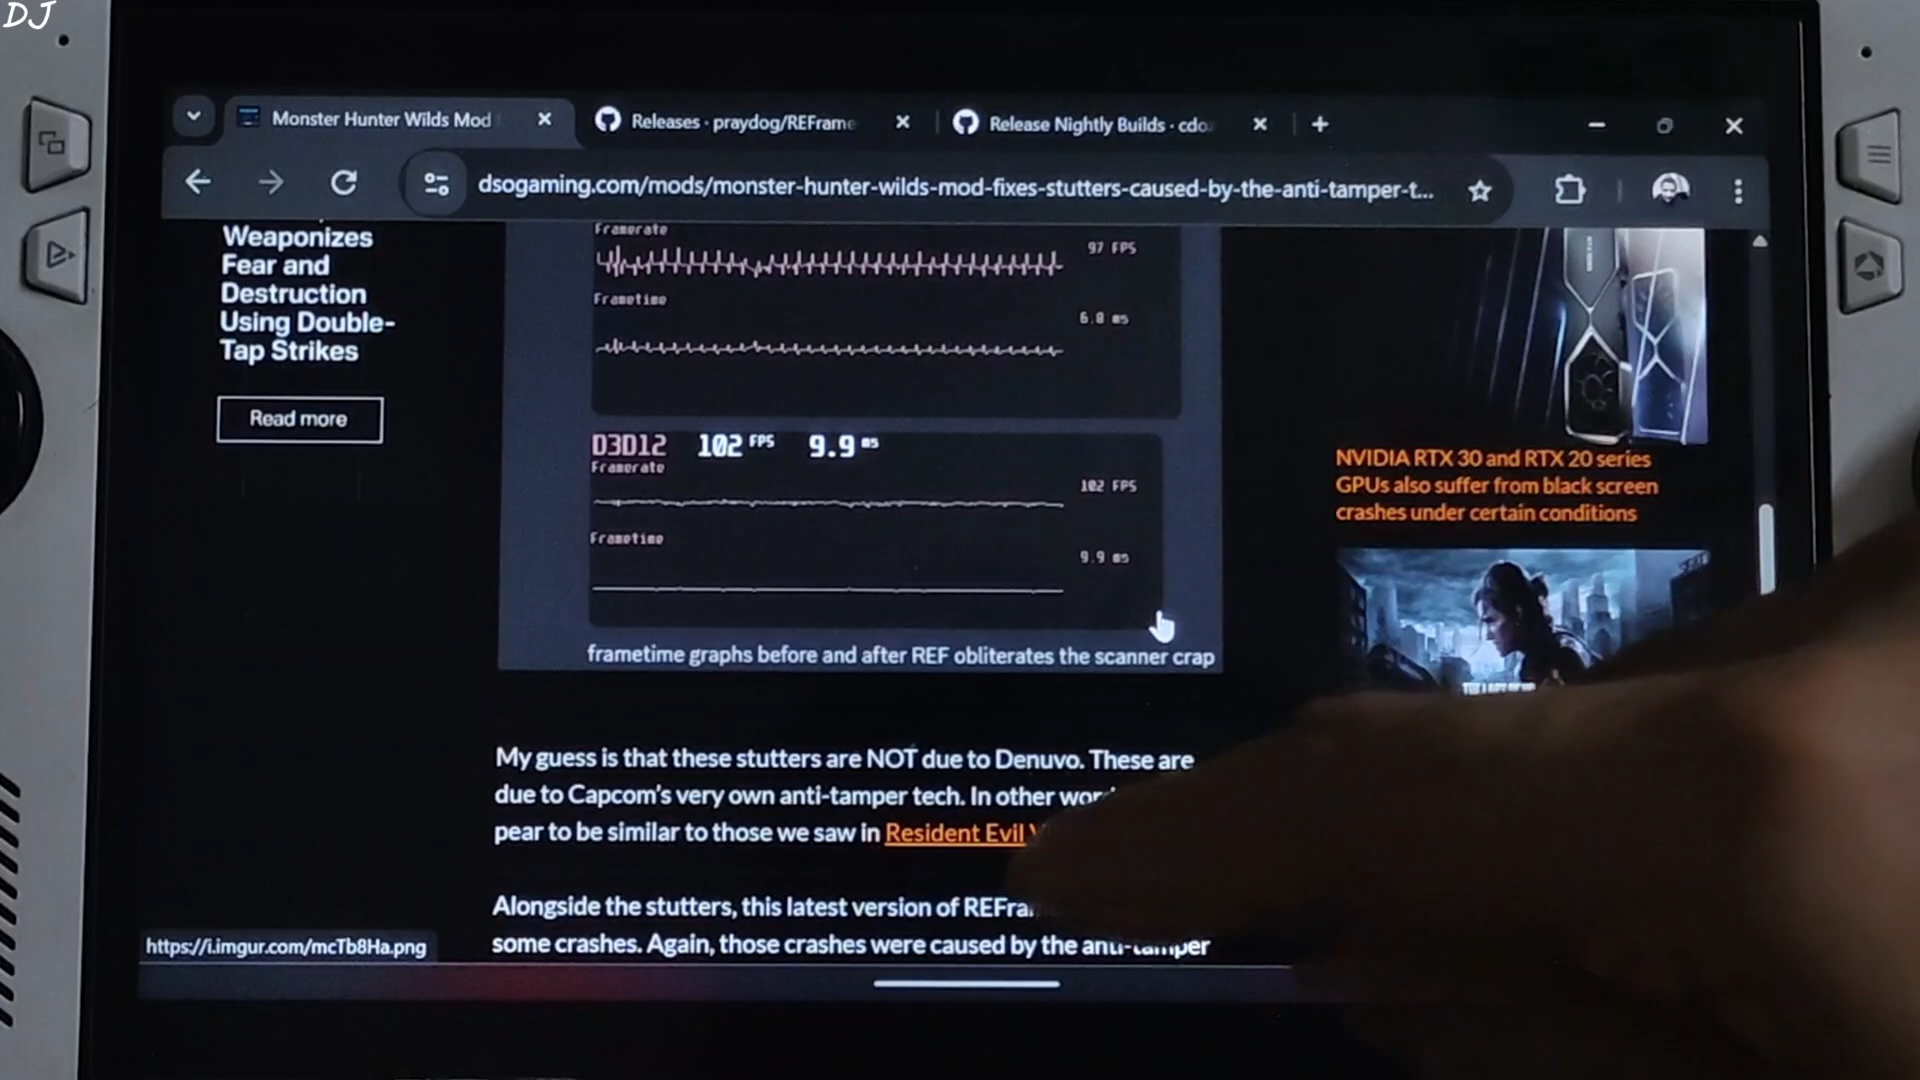 DJ
Monster Hunter Wilds Mod
Releases · praydog/REFrame
Release Nightly Builds · cdo
dsogaming.com/mods/monster-hunter-wilds-mod-fixes-stutters-caused-by-the-anti-tamper-t...
Weaponizes
Fear and
Destruction
Using Double-
Tap Strikes
Read more
Framerate
97 FPS
Frametime
6.8 ms
D3D12 102 FPS 9.9 ms
Framerate
102 FPS
Frametime
9.9 ms
frametime graphs before and after REF obliterates the scanner crap
NVIDIA RTX 30 and RTX 20 series
GPUs also suffer from black screen
crashes under certain conditions
My guess is that these stutters are NOT due to Denuvo. These are
due to Capcom's very own anti-tamper tech. In other
pear to be similar to those we saw in Resident Evil
Alongside the stutters, this latest version of
some crashes. Again, those crashes were caused by the anti-tamper
https://i.imgur.com/mcTb8Ha.png